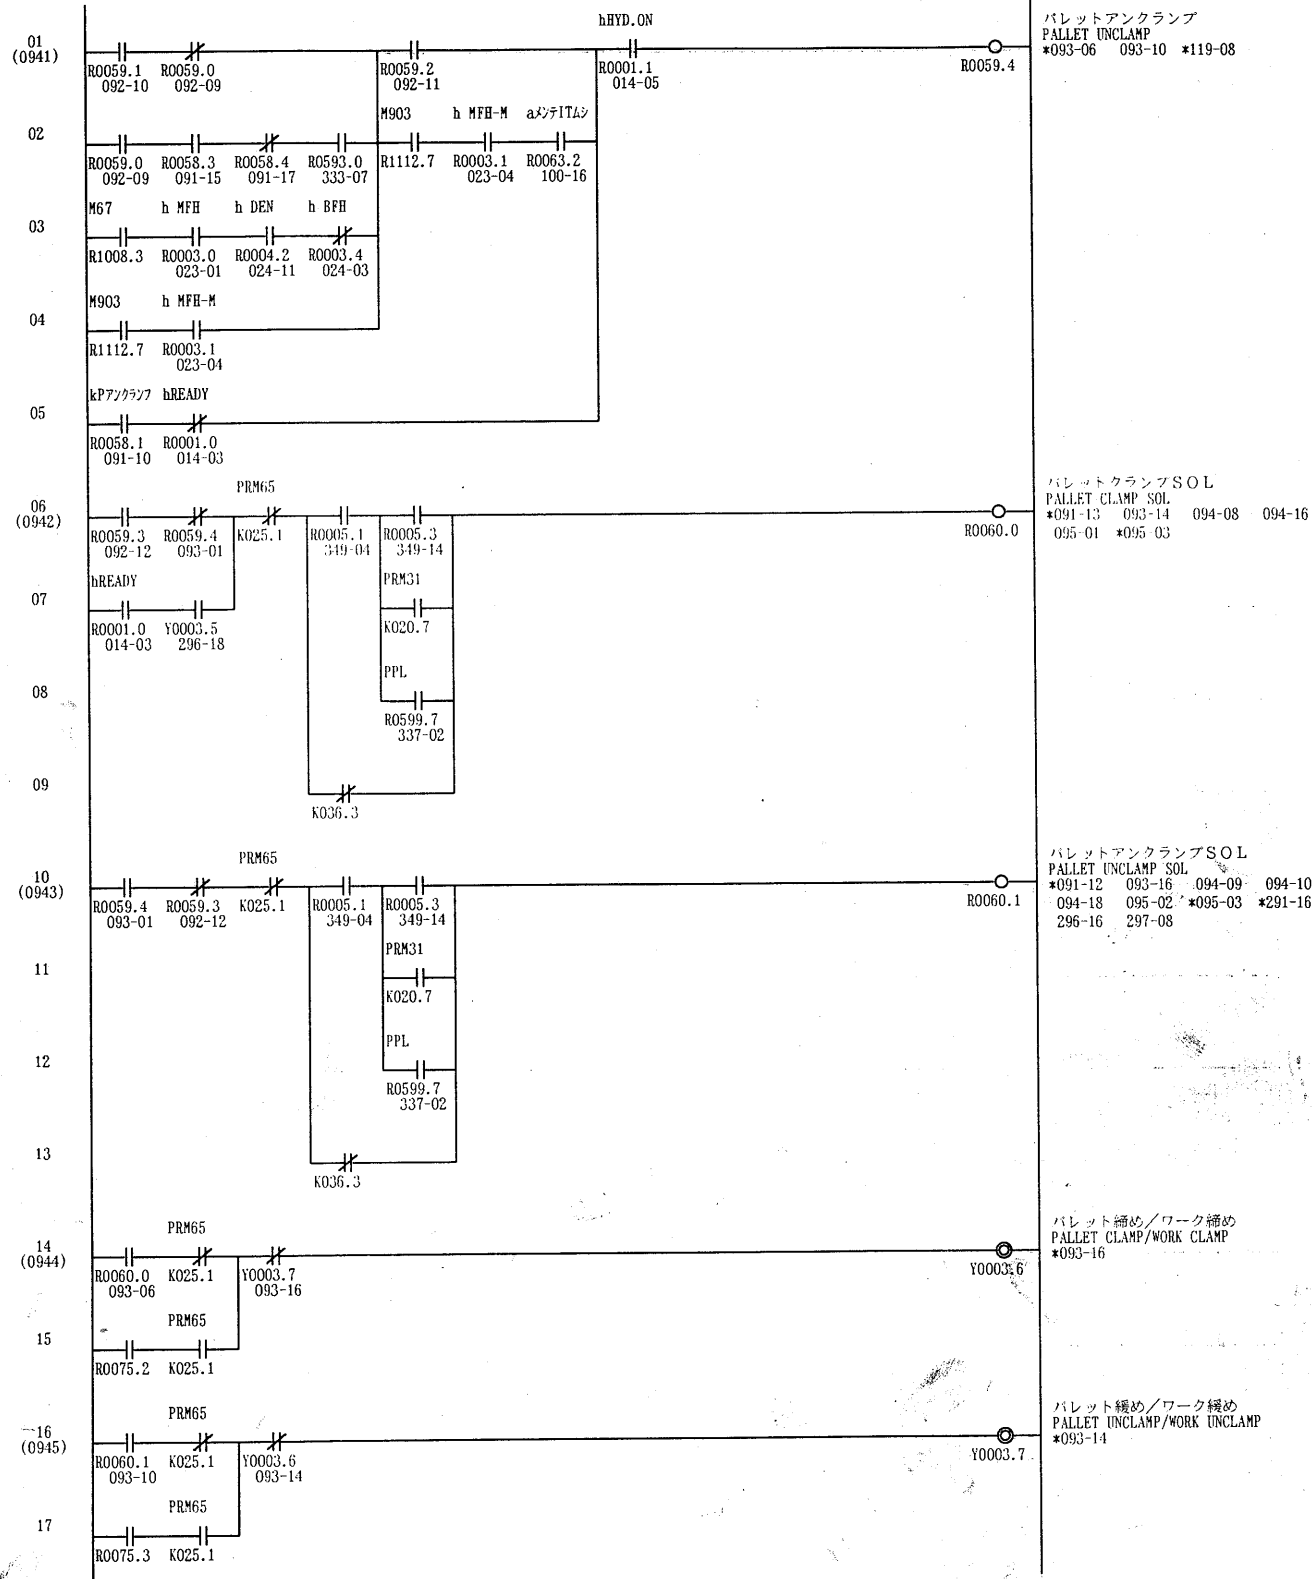 hHYD.ON
パレットアンクランプ
PALLET UNCLAMP
*093-06 093-10 *119-08
01
(0941)
R0059.1 R0059.0 R0059.2 R0001.1 R0059.4
092-10 092-09 092-11 014-05
M903 h MFH-M aメンテITムシ
02
R0059.0 R0058.3 R0058.4 R0593.0 R1112.7 R0003.1 R0063.2
092-09 091-15 091-17 333-07 023-04 100-16
M67 h MFH h DEN h BFH
03
R1008.3 R0003.0 R0004.2 R0003.4
023-01 024-11 024-03
M903 h MFH-M
04
R1112.7 R0003.1
023-04
kPアンクランプ hREADY
05
R0058.1 R0001.0
091-10 014-03
PRM65
パレットクランプSOL
PALLET CLAMP SOL
*091-13 093-14 094-08 094-16
095-01 *095-03
06
(0942)
R0059.3 R0059.4 K025.1 R0005.1 R0005.3 R0060.0
092-12 093-01 349-04 349-14
hREADY PRM31
07
R0001.0 Y0003.5 K020.7
014-03 296-18
PPL
08
R0599.7
337-02
09
K036.3
PRM65
パレットアンクランプSOL
PALLET UNCLAMP SOL
*091-12 093-16 094-09 094-10
094-18 095-02 *095-03 *291-16
296-16 297-08
10
(0943)
R0059.4 R0059.3 K025.1 R0005.1 R0005.3 R0060.1
093-01 092-12 349-04 349-14
PRM31
11
K020.7
PPL
12
R0599.7
337-02
13
K036.3
PRM65
パレット締め/ワーク締め
PALLET CLAMP/WORK CLAMP
*093-16
14
(0944)
R0060.0 K025.1 Y0003.7 Y0003.6
093-06 093-16
PRM65
15
R0075.2 K025.1
PRM65
パレット緩め/ワーク緩め
PALLET UNCLAMP/WORK UNCLAMP
*093-14
16
(0945)
R0060.1 K025.1 Y0003.6 Y0003.7
093-10 093-14
PRM65
17
R0075.3 K025.1